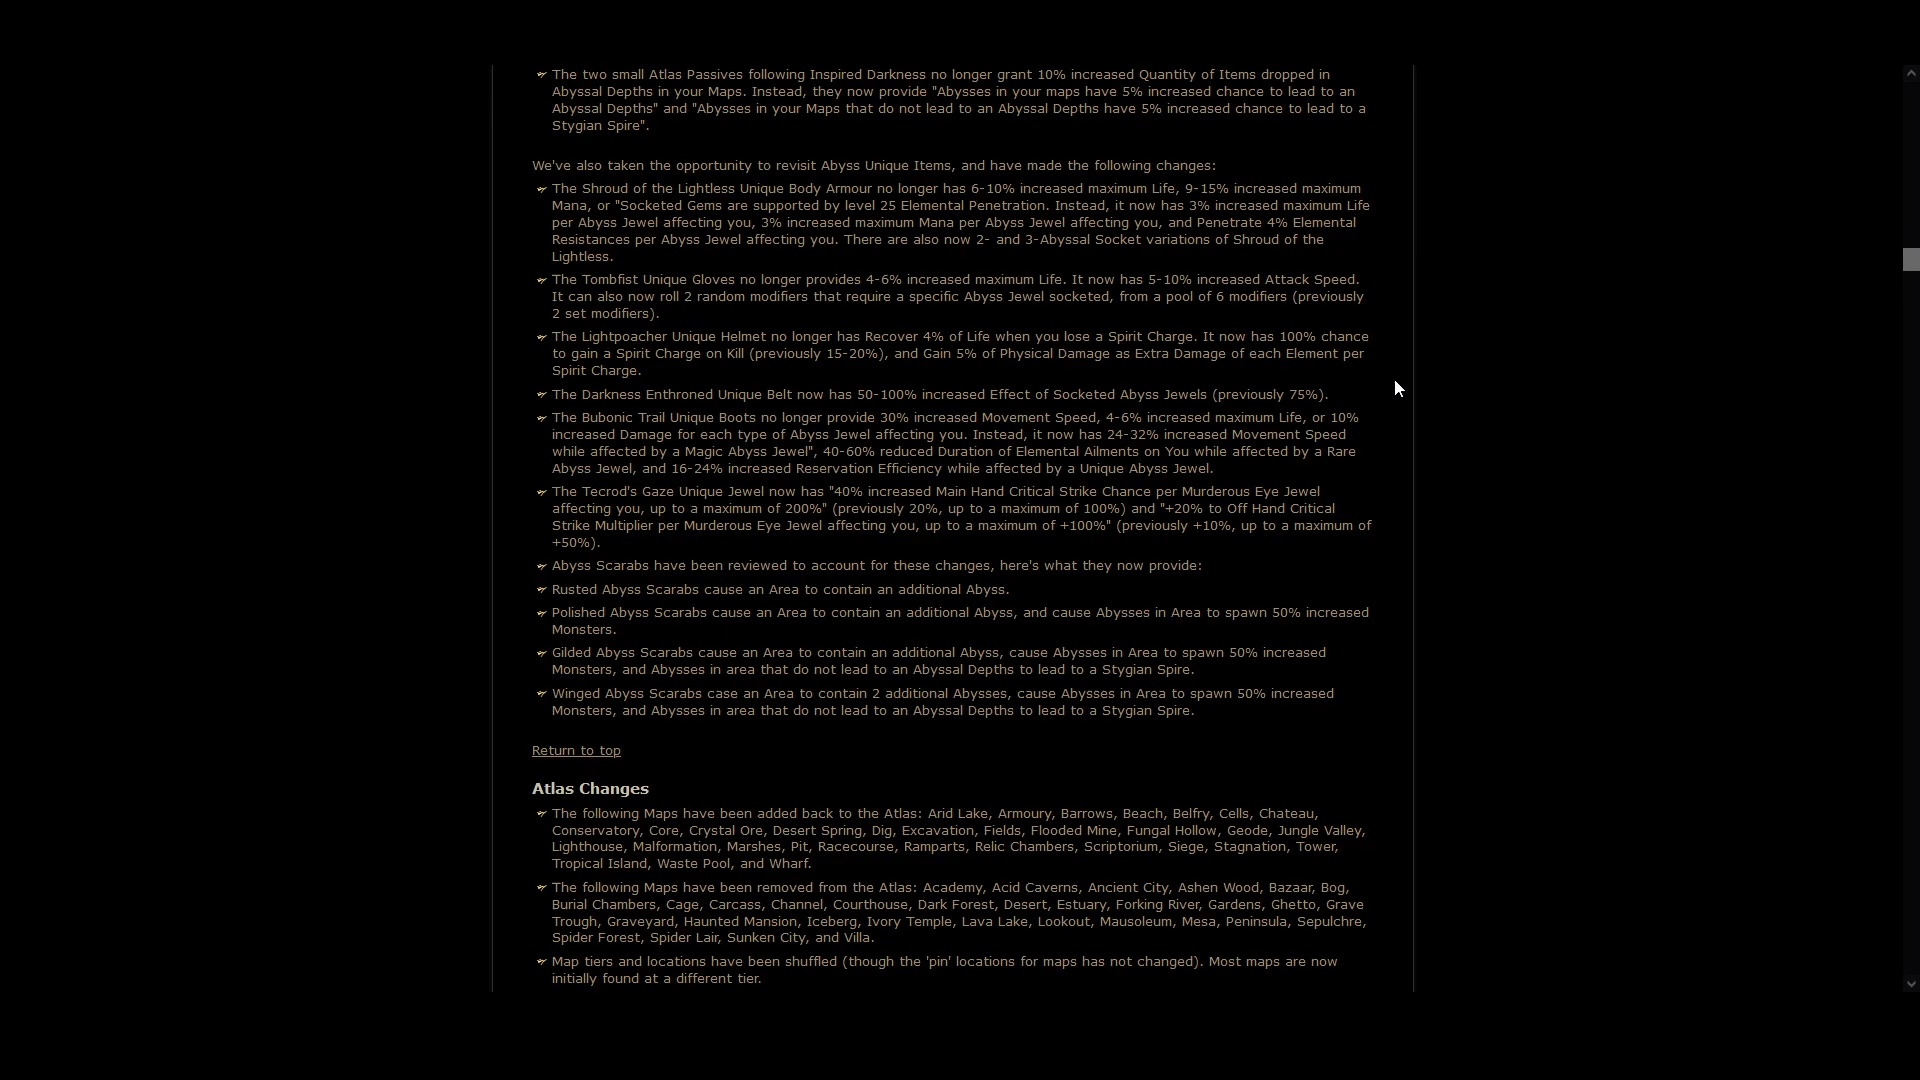 The two small Atlas Passives following Inspired Darkness no longer grant 10% increased Quantity of Items dropped in
Abyssal Depths in your Maps. Instead, they now provide "Abysses in your maps have 5% increased chance to lead to an
Abyssal Depths" and "Abysses in your Maps that do not lead to an Abyssal Depths have 5% increased chance to lead to a
Stygian Spire".
We've also taken the opportunity to revisit Abyss Unique Items, and have made the following changes:
The Shroud of the Lightless Unique Body Armour no longer has 6-10% increased maximum Life, 9-15% increased maximum
Mana, or "Socketed Gems are supported by level 25 Elemental Penetration. Instead, it now has 3% increased maximum Life
per Abyss Jewel affecting you, 3% increased maximum Mana per Abyss Jewel affecting you, and Penetrate 4% Elemental
Resistances per Abyss Jewel affecting you. There are also now 2- and 3-Abyssal Socket variations of Shroud of the
Lightless.
The Tombfist Unique Gloves no longer provides 4-6% increased maximum Life. It now has 5-10% increased Attack Speed.
It can also now roll 2 random modifiers that require a specific Abyss Jewel socketed, from a pool of 6 modifiers (previously
2 set modifiers).
The Lightpoacher Unique Helmet no longer has Recover 4% of Life when you lose a Spirit Charge. It now has 100% chance
to gain a Spirit Charge on Kill (previously 15-20%), and Gain 5% of Physical Damage as Extra Damage of each Element per
Spirit Charge.
The Darkness Enthroned Unique Belt now has 50-100% increased Effect of Socketed Abyss Jewels (previously 75%).
The Bubonic Trail Unique Boots no longer provide 30% increased Movement Speed, 4-6% increased maximum Life, or 10%
increased Damage for each type of Abyss Jewel affecting you. Instead, it now has 24-32% increased Movement Speed
while affected by a Magic Abyss Jewel", 40-60% reduced Duration of Elemental Ailments on You while affected by a Rare
Abyss Jewel, and 16-24% increased Reservation Efficiency while affected by a Unique Abyss Jewel.
The Tecrod's Gaze Unique Jewel now has "40% increased Main Hand Critical Strike Chance per Murderous Eye Jewel
affecting you, up to a maximum of 200%" (previously 20%, up to a maximum of 100%) and "+20% to Off Hand Critical
Strike Multiplier per Murderous Eye Jewel affecting you, up to a maximum of +100%" (previously +10%, up to a maximum of
+50%).
Abyss Scarabs have been reviewed to account for these changes, here's what they now provide:
Rusted Abyss Scarabs cause an Area to contain an additional Abyss.
Polished Abyss Scarabs cause an Area to contain an additional Abyss, and cause Abysses in Area to spawn 50% increased
Monsters.
Gilded Abyss Scarabs cause an Area to contain an additional Abyss, cause Abysses in Area to spawn 50% increased
Monsters, and Abysses in area that do not lead to an Abyssal Depths to lead to a Stygian Spire.
Winged Abyss Scarabs case an Area to contain 2 additional Abysses, cause Abysses in Area to spawn 50% increased
Monsters, and Abysses in area that do not lead to an Abyssal Depths to lead to a Stygian Spire.
Return to top
Atlas Changes
The following Maps have been added back to the Atlas: Arid Lake, Armoury, Barrows, Beach, Belfry, Cells, Chateau,
Conservatory, Core, Crystal Ore, Desert Spring, Dig, Excavation, Fields, Flooded Mine, Fungal Hollow, Geode, Jungle Valley,
Lighthouse, Malformation, Marshes, Pit, Racecourse, Ramparts, Relic Chambers, Scriptorium, Siege, Stagnation, Tower,
Tropical Island, Waste Pool, and Wharf.
The following Maps have been removed from the Atlas: Academy, Acid Caverns, Ancient City, Ashen Wood, Bazaar, Bog,
Burial Chambers, Cage, Carcass, Channel, Courthouse, Dark Forest, Desert, Estuary, Forking River, Gardens, Ghetto, Grave
Trough, Graveyard, Haunted Mansion, Iceberg, Ivory Temple, Lava Lake, Lookout, Mausoleum, Mesa, Peninsula, Sepulchre,
Spider Forest, Spider Lair, Sunken City, and Villa.
Map tiers and locations have been shuffled (though the 'pin' locations for maps has not changed). Most maps are now
initially found at a different tier.